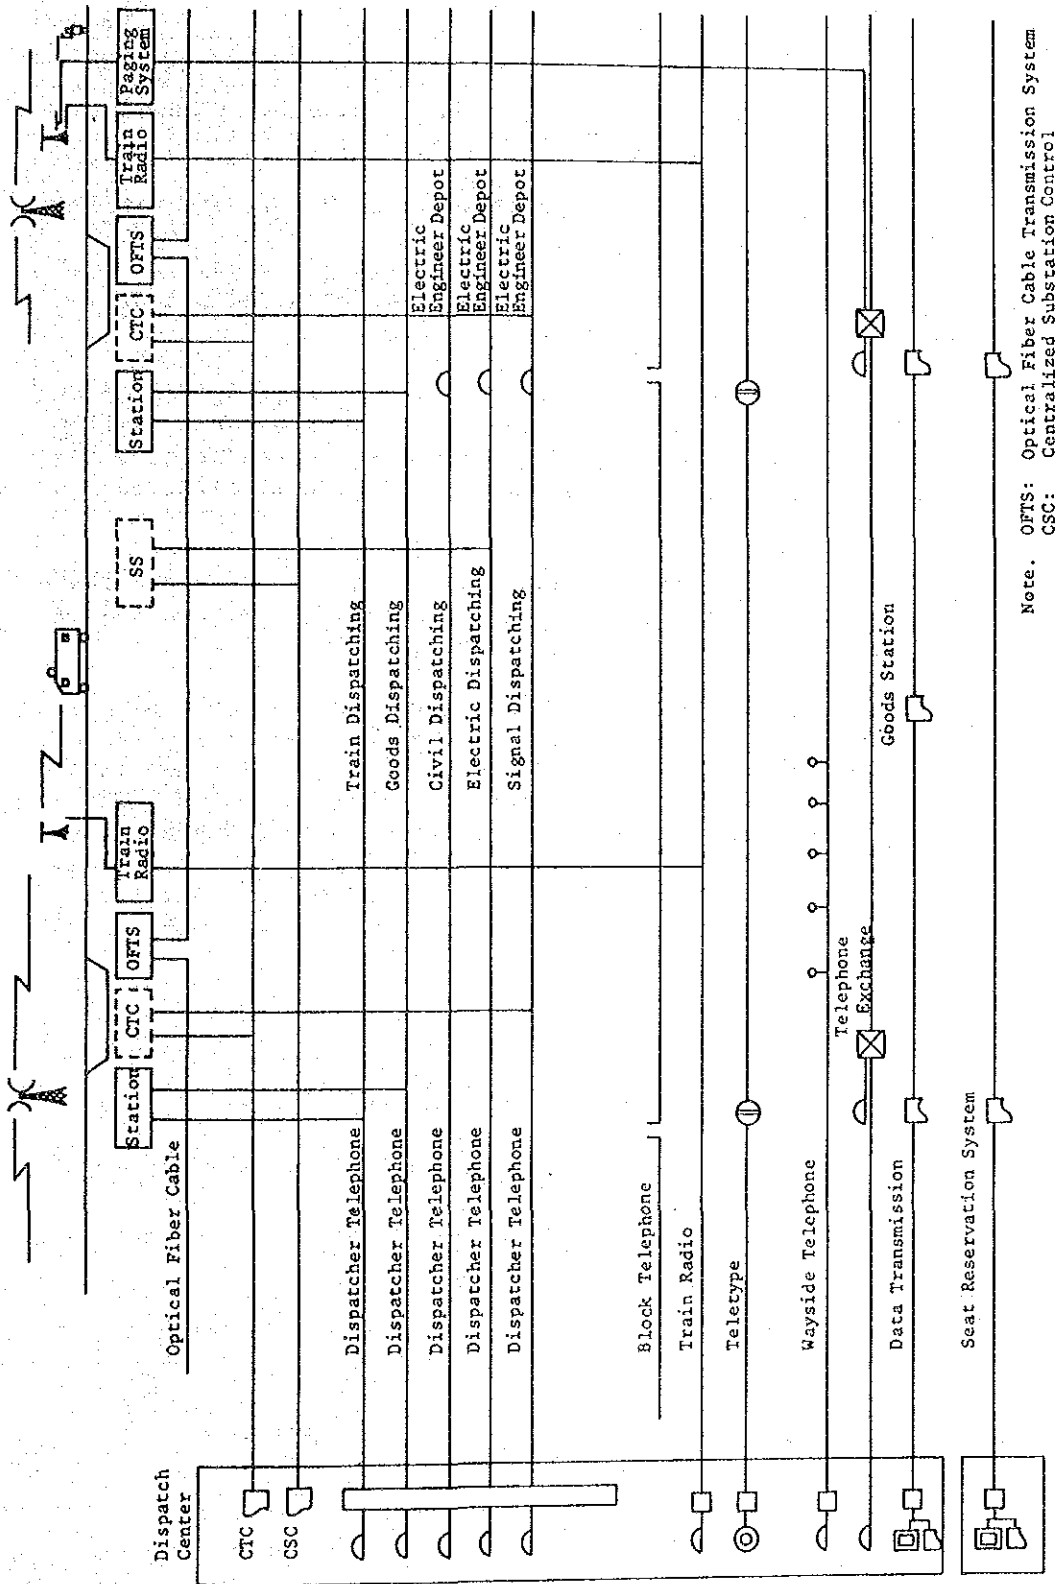 Dispatch
Center
CTC
CSC
Optical Fiber Cable
Station
CTC
OFTS
Train
Radio
SS
Station
CTC
OFTS
Train
Radio
Paging
System
Dispatcher Telephone
Train Dispatching
Dispatcher Telephone
Goods Dispatching
Electric
Engineer Depot
Dispatcher Telephone
Civil Dispatching
Electric
Engineer Depot
Dispatcher Telephone
Electric Dispatching
Electric
Engineer Depot
Dispatcher Telephone
Signal Dispatching
Block Telephone
Train Radio
Teletype
Wayside Telephone
Telephone
Exchange
Data Transmission
Goods Station
Seat Reservation System
Note. OFTS: Optical Fiber Cable Transmission System
CSC: Centralized Substation Control